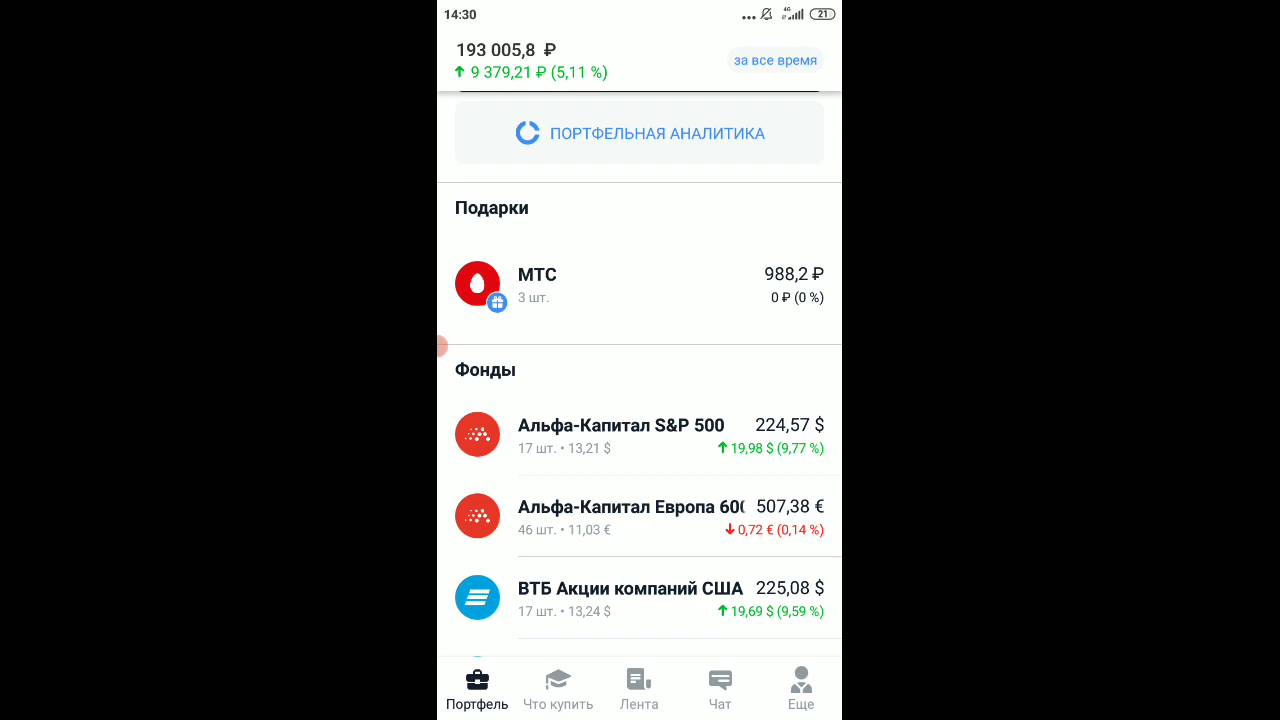 14:30
4G
21
193 005,8 ₽
9 379,21 ₽ (5,11 %)
за все время
ПОРТФЕЛЬНАЯ АНАЛИТИКА
Подарки
МТС
988,2 ₽
3 шт.
0 ₽ (0 %)
Фонды
Альфа-Капитал S&P 500
224,57 $
17 шт. • 13,21 $
19,98 $ (9,77 %)
Альфа-Капитал Европа 60
507,38 €
46 шт. • 11,03 €
0,72 € (0,14 %)
ВТБ Акции компаний США
225,08 $
17 шт. • 13,24 $
19,69 $ (9,59 %)
Портфель
Что купить
Лента
Чат
Еще